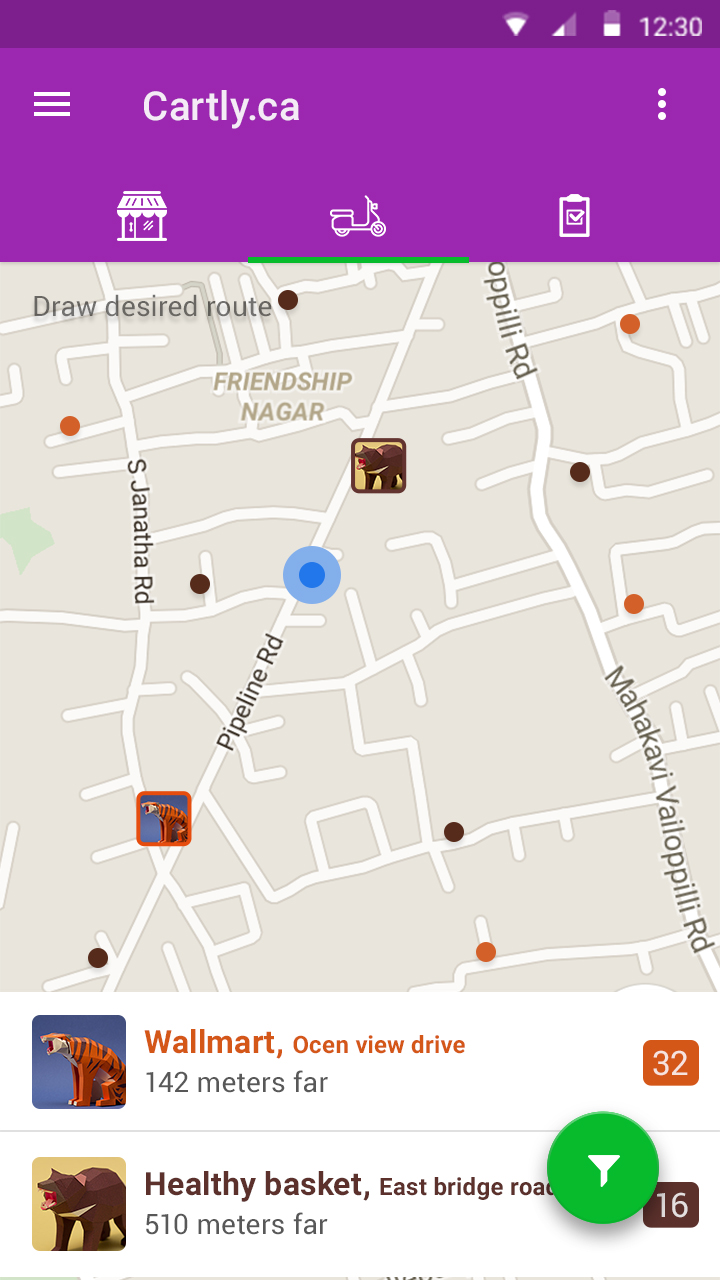 12:30
Cartly.ca
Draw desired route
oppilli Rd
FRIENDSHIP
NAGAR
S Janatha Rd
Pipeline Rd
Mahakavi Vailoppilli Rd
Wallmart, Ocen view drive
142 meters far
32
Healthy basket, East bridge road
510 meters far
16